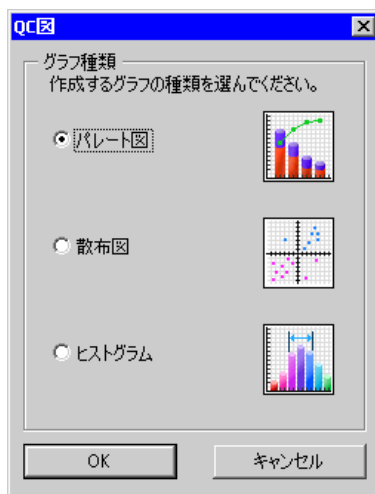 QC図
グラフ種類
作成するグラフの種類を選んでください。
パレート図
散布図
ヒストグラム
OK
キャンセル